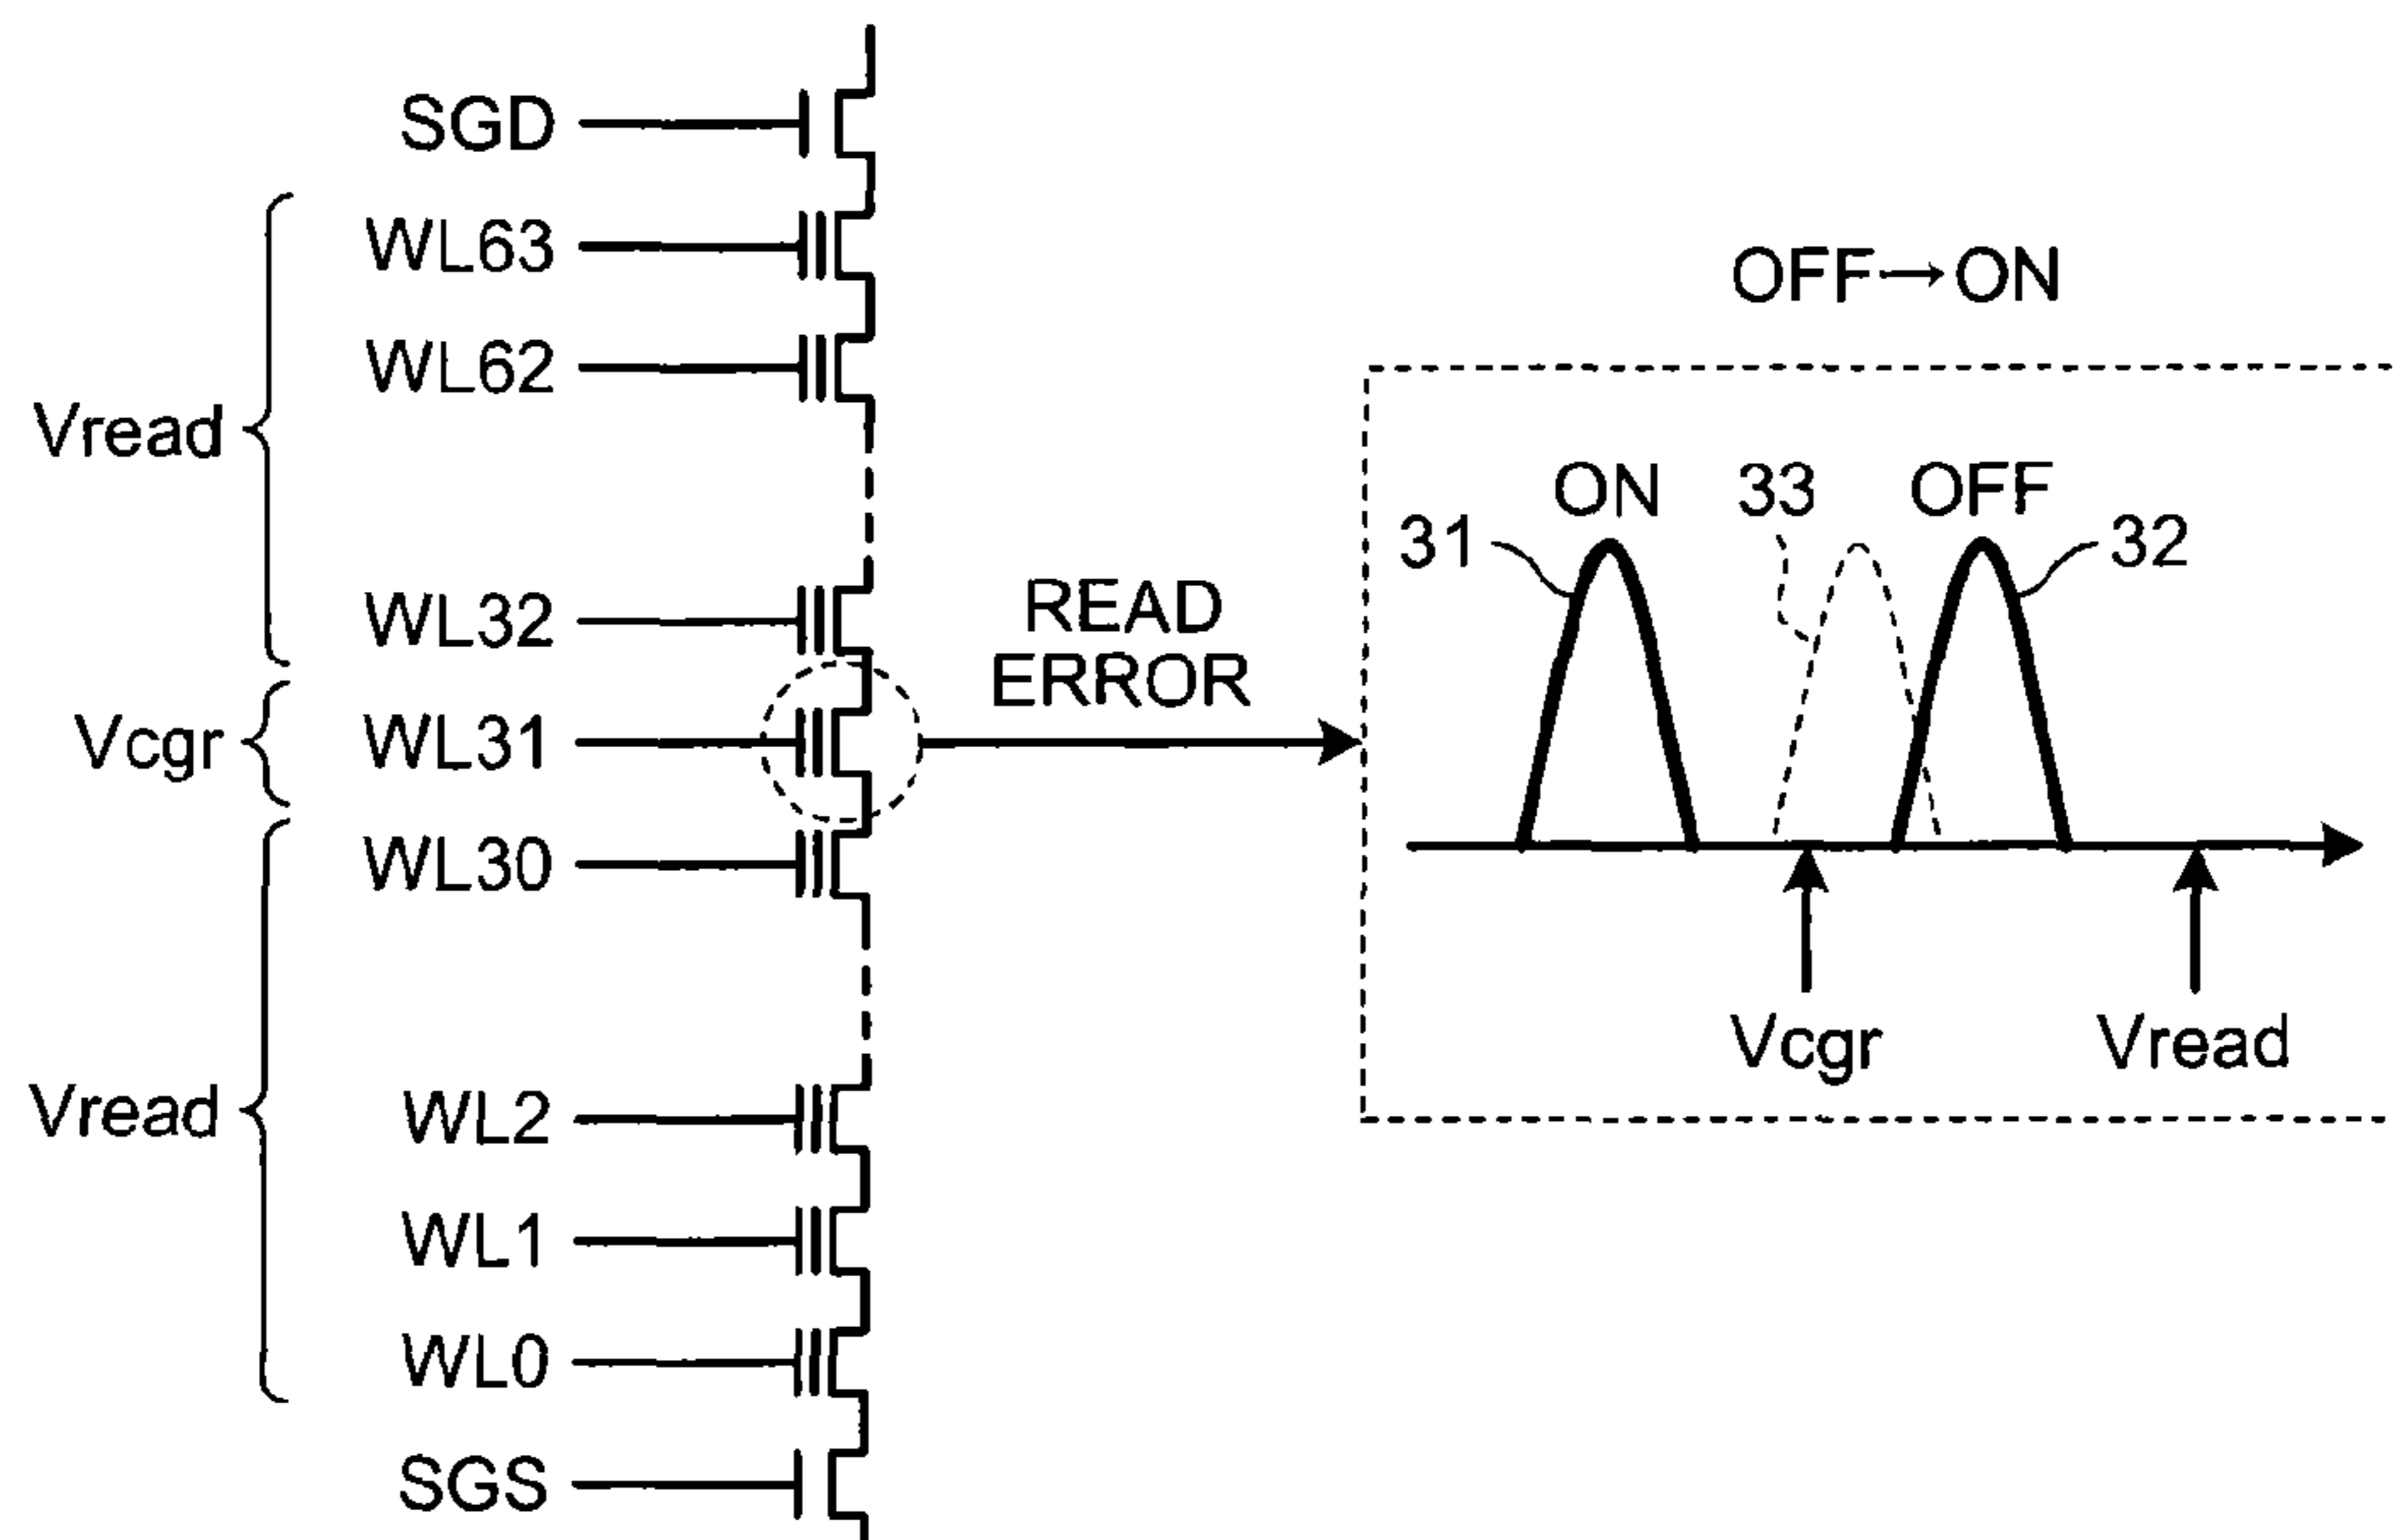 SGD
WL63
WL62
Vread
WL32
Vcgr
WL31
WL30
Vread
WL2
WL1
WL0
SGS
READ
ERROR
OFF→ON
ON
33
OFF
31
32
Vcgr
Vread